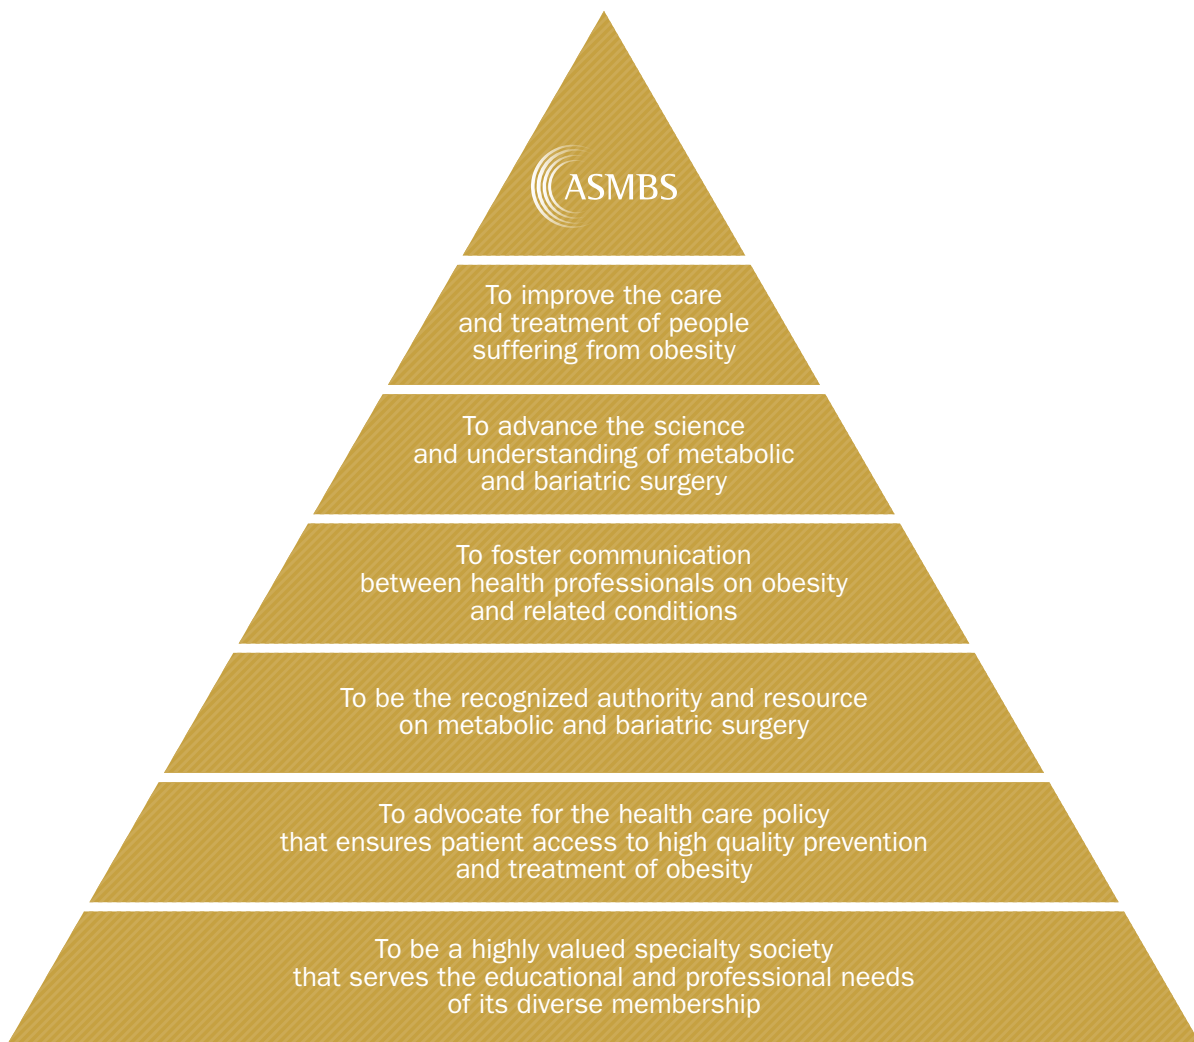 ASMBS
To improve the care
and treatment of people
suffering from obesity
To advance the science
and understanding of metabolic
and bariatric surgery
To foster communication
between health professionals on obesity
and related conditions
To be the recognized authority and resource
on metabolic and bariatric surgery
To advocate for the health care policy
that ensures patient access to high quality prevention
and treatment of obesity
To be a highly valued specialty society
that serves the educational and professional needs
of its diverse membership